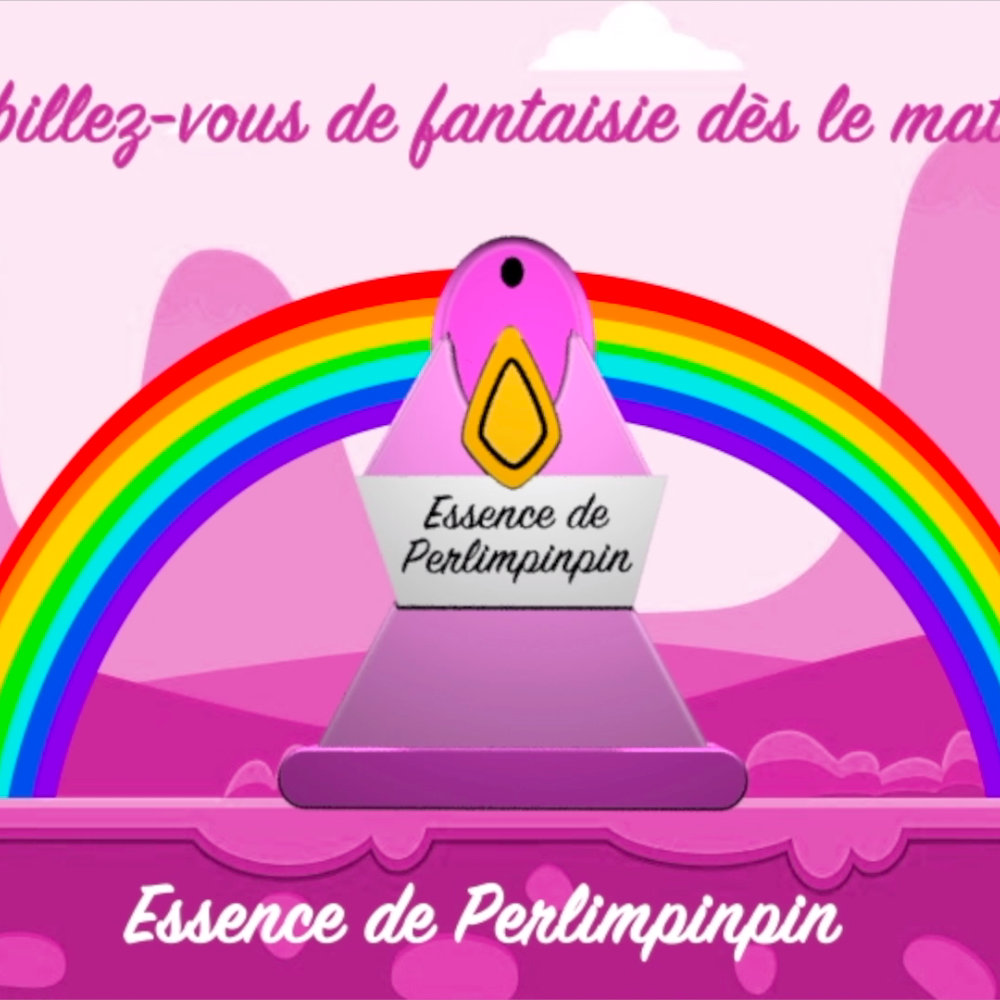 billez-vous de fantaisie dès le mat
Essence de
Perlimpinpin
Essence de Perlimpinpin